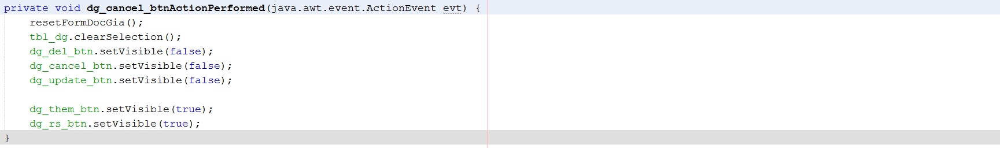 private void dg_cancel_btnActionPerformed(java.awt.event.ActionEvent evt) {
    resetFormDocGia();
    tbl_dg.clearSelection();
    dg_del_btn.setVisible(false);
    dg_cancel_btn.setVisible(false);
    dg_update_btn.setVisible(false);

    dg_them_btn.setVisible(true);
    dg_rs_btn.setVisible(true);
}